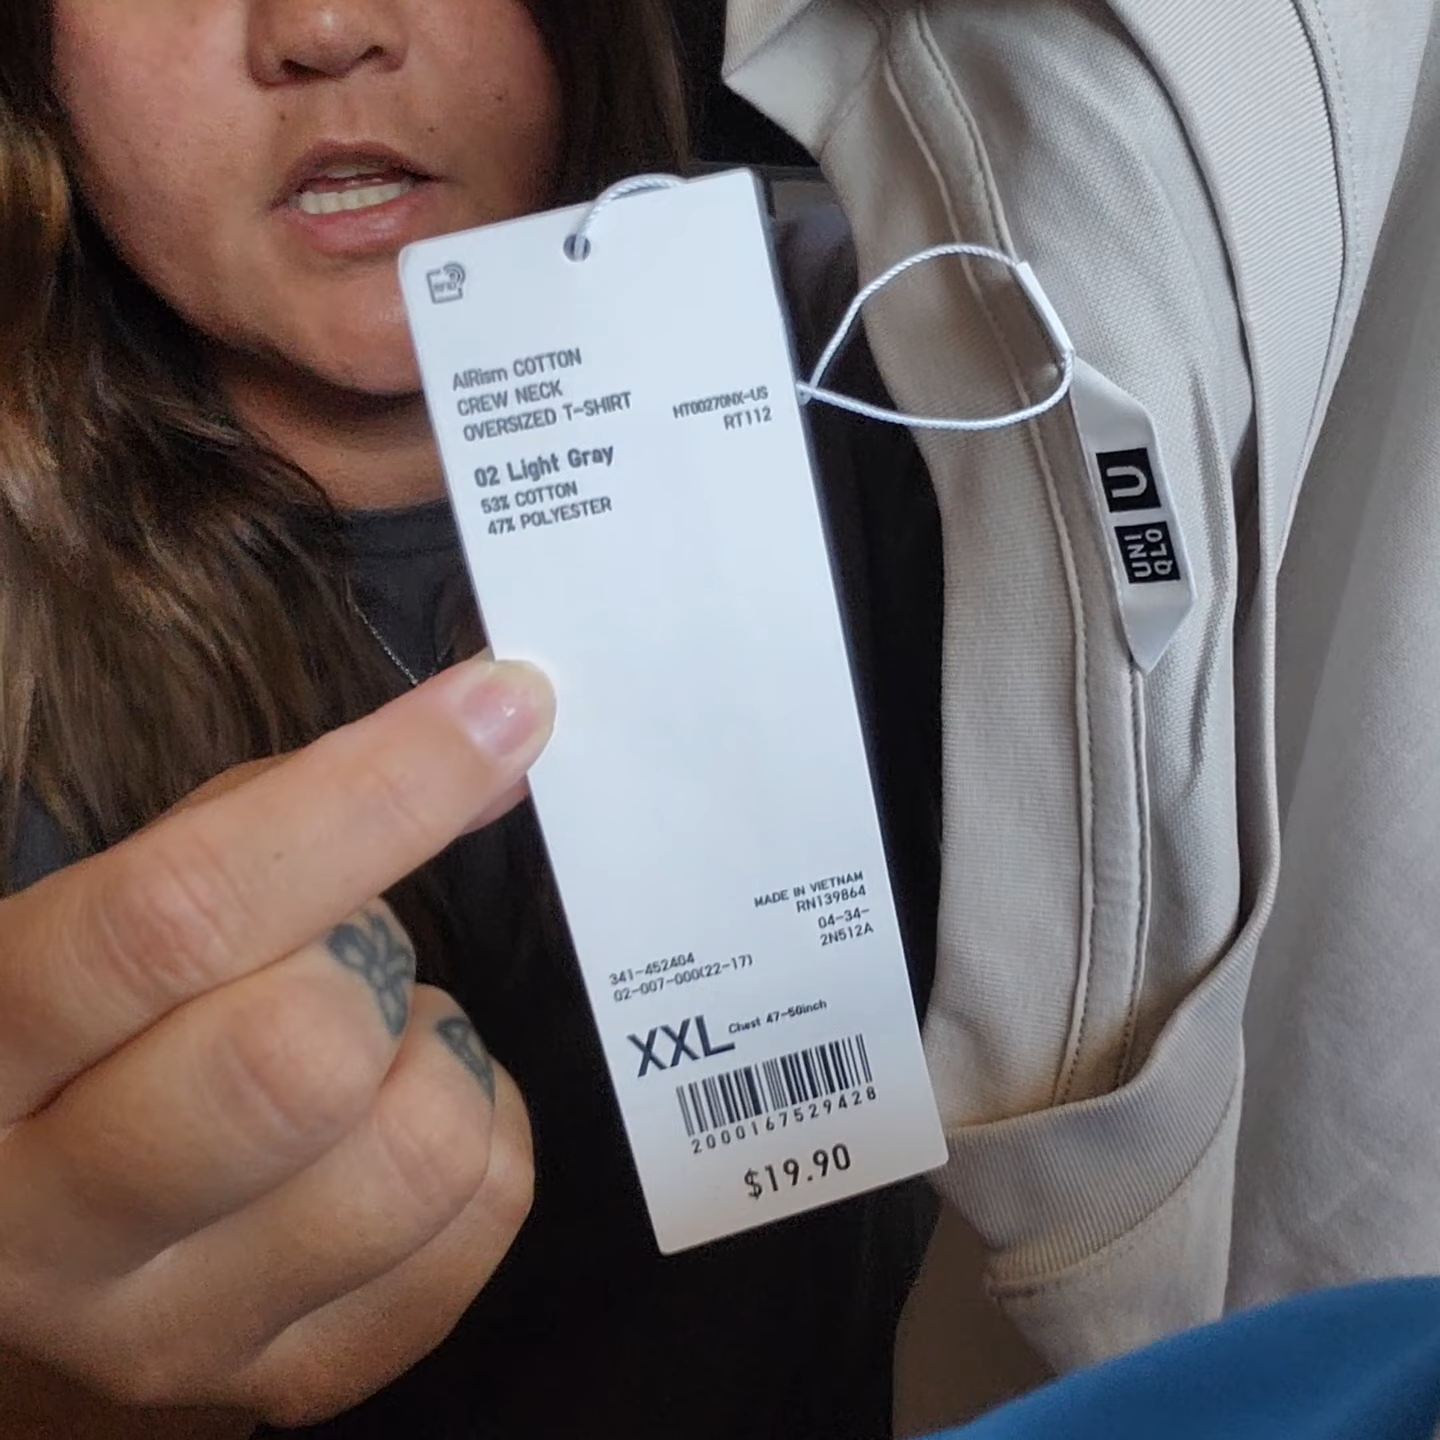 RFID
AIRism COTTON
CREW NECK
OVERSIZED T-SHIRT
HT00270NX-US
RT112
02 Light Gray
53% COTTON
47% POLYESTER
MADE IN VIETNAM
RN139864
04-34-
2N512A
341-452404
02-007-000(22-17)
XXL Chest 47-50inch
2000167529428
$19.90
U
UNI
QLO